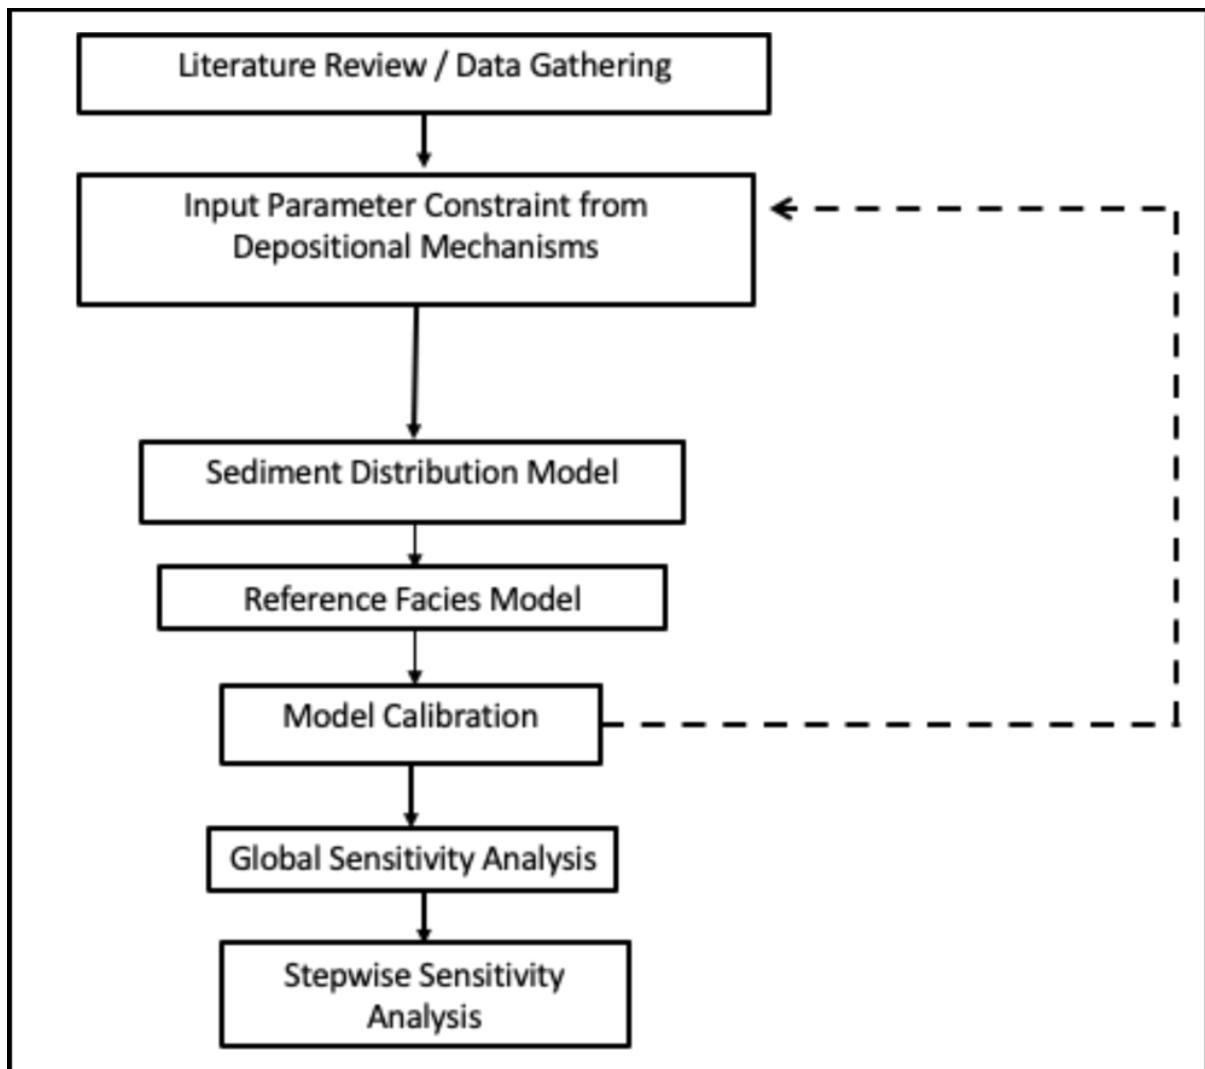 Literature Review / Data Gathering
Input Parameter Constraint from
Depositional Mechanisms
Sediment Distribution Model
Reference Facies Model
Model Calibration
Global Sensitivity Analysis
Stepwise Sensitivity
Analysis